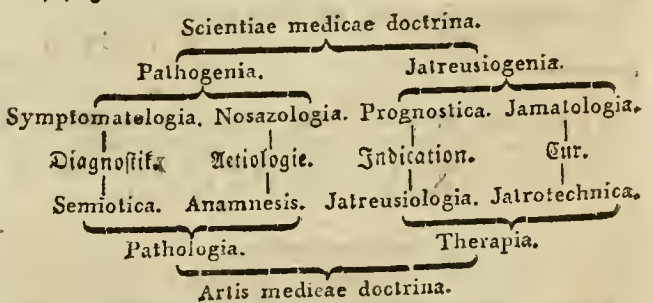 Scientiae medicae doctrina.
Pathogenia. Jatreusiogenia.
Symptomatologia. Nosazologia. Prognostica. Jamatologia.
Diagnostik. Aetiologie. Indication. Cur.
Semiotica. Anamnesis. Jatreusiologia. Jatrotechnica.
Pathologia. Therapia.
Artis medicae doctrina.